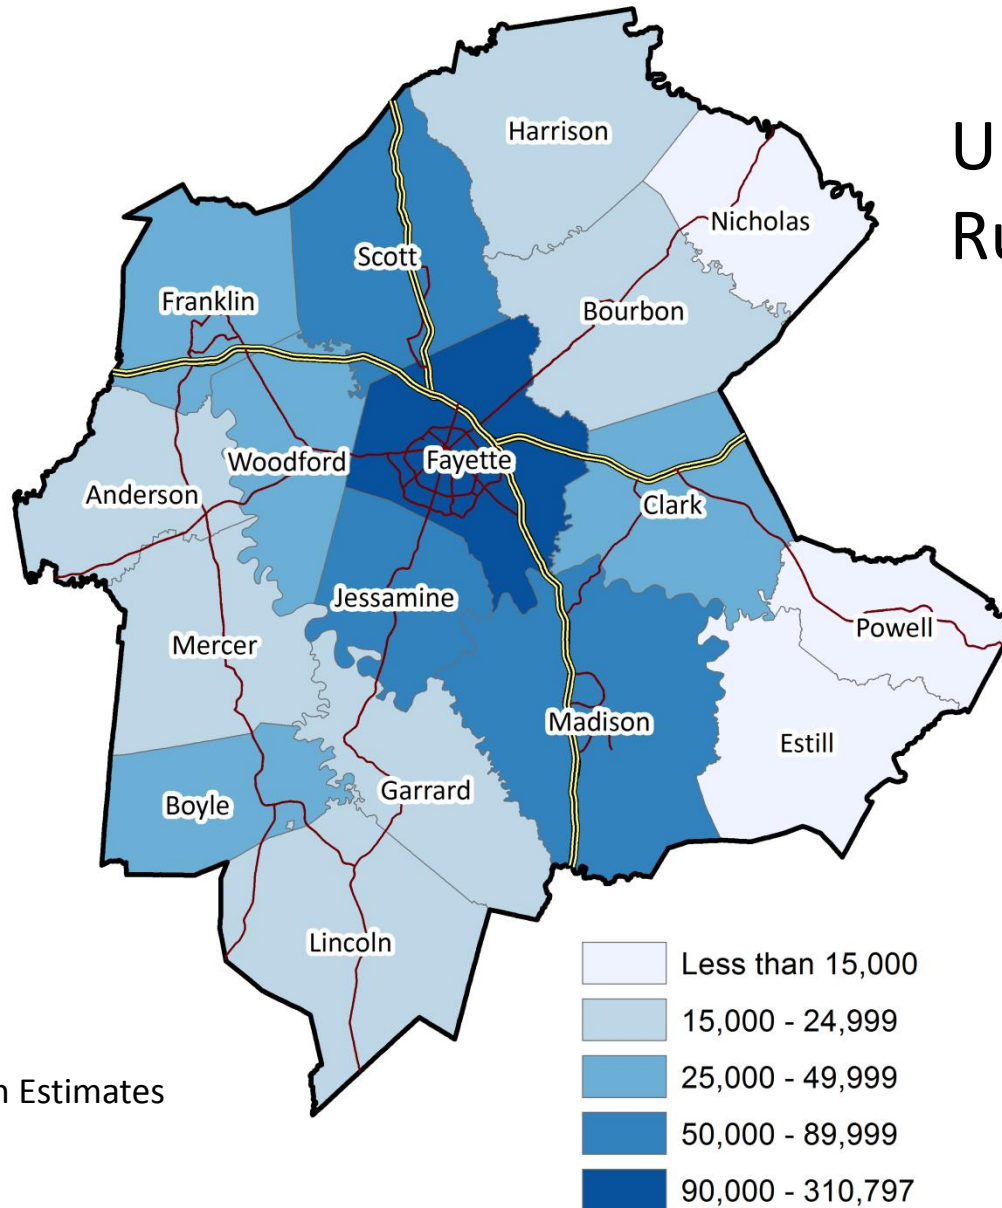 Harrison
U
Nicholas
Ru
Scott
Franklin
Bourbon
Woodford
Fayette
Anderson
Clark
Jessamine
Powell
Mercer
Madison
Estill
Boyle
Garrard
Lincoln
Less than 15,000
15,000 - 24,999
25,000 - 49,999
n Estimates
50,000 - 89,999
90,000 - 310,797